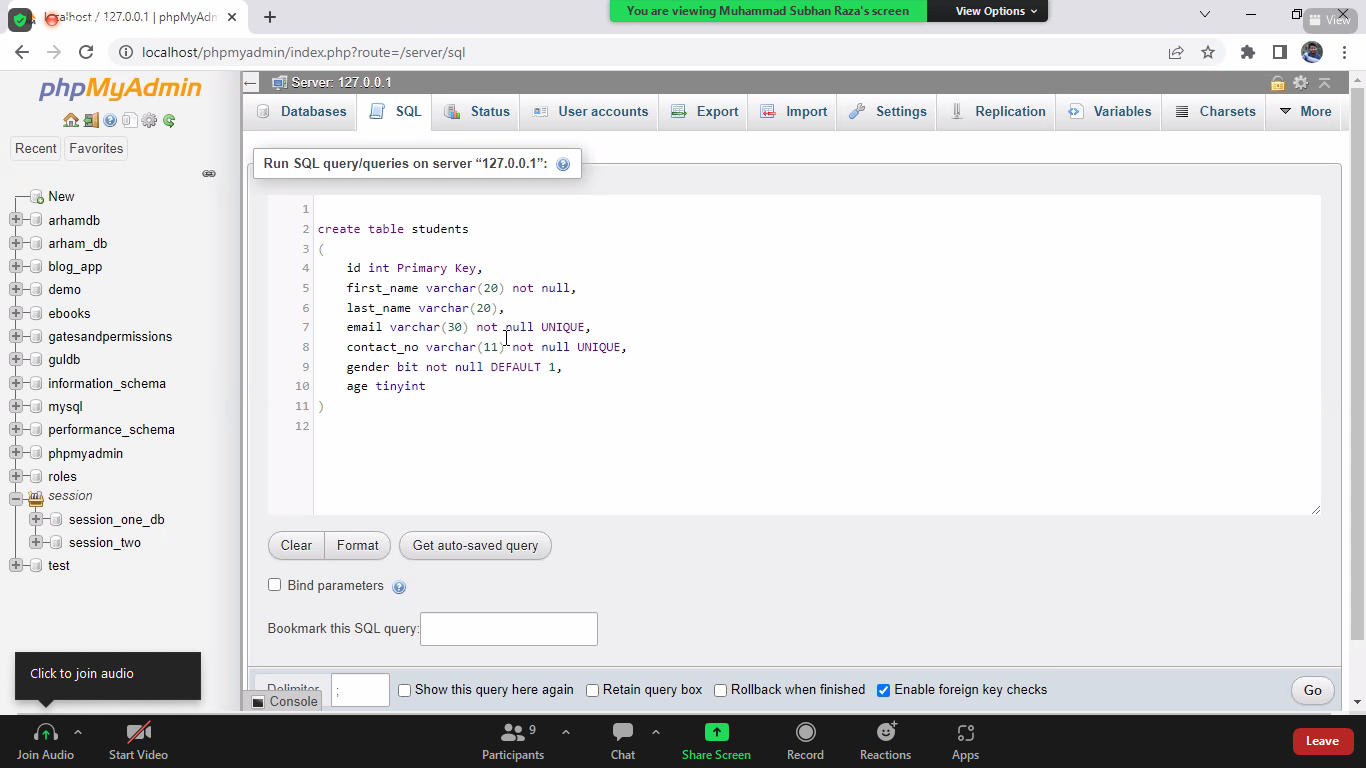 localhost / 127.0.0.1 | phpMyAdm
You are viewing Muhammad Subhan Raza's screen
View Options
View
localhost/phpmyadmin/index.php?route=/server/sql
phpMyAdmin
Recent
Favorites
New
arhamdb
arham_db
blog_app
demo
ebooks
gatesandpermissions
guldb
information_schema
mysql
performance_schema
phpmyadmin
roles
session
session_one_db
session_two
test
Server: 127.0.0.1
Databases
SQL
Status
User accounts
Export
Import
Settings
Replication
Variables
Charsets
More
Run SQL query/queries on server “127.0.0.1”:
1
2 create table students
3 (
4 id int Primary Key,
5 first_name varchar(20) not null,
6 last_name varchar(20),
7 email varchar(30) not null UNIQUE,
8 contact_no varchar(11) not null UNIQUE,
9 gender bit not null DEFAULT 1,
10 age tinyint
11 )
12
Clear
Format
Get auto-saved query
Bind parameters
Bookmark this SQL query:
Delimiter ;
Show this query here again
Retain query box
Rollback when finished
Enable foreign key checks
Go
Console
Click to join audio
Join Audio
Start Video
Participants 9
Chat
Share Screen
Record
Reactions
Apps
Leave